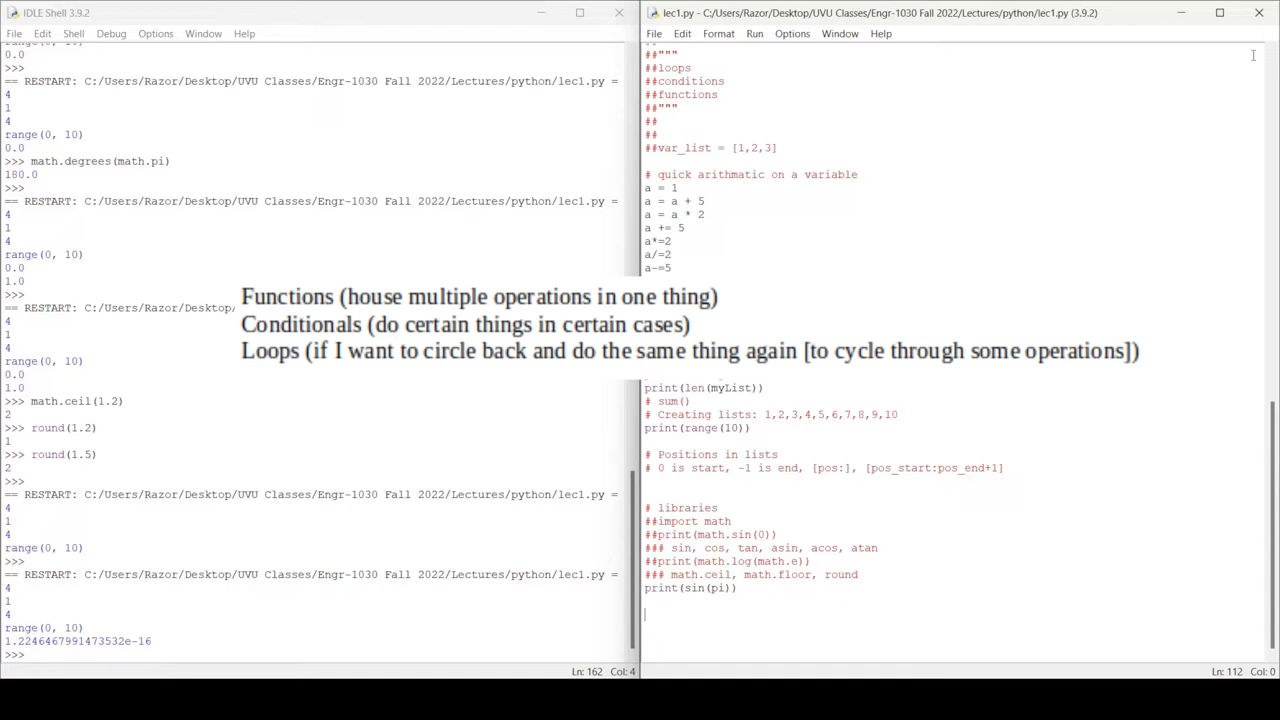 IDLE Shell 3.9.2
File Edit Shell Debug Options Window Help
0.0
>>>
== RESTART: C:/Users/Razor/Desktop/UVU Classes/Engr-1030 Fall 2022/Lectures/python/lec1.py =
4
1
4
range(0, 10)
0.0
>>> math.degrees(math.pi)
180.0
>>>
== RESTART: C:/Users/Razor/Desktop/UVU Classes/Engr-1030 Fall 2022/Lectures/python/lec1.py =
4
1
4
range(0, 10)
0.0
1.0
>>>
== RESTART: C:/Users/Razor/Desktop/UVU
4
1
4
range(0, 10)
0.0
1.0
>>> math.ceil(1.2)
2
>>> round(1.2)
1
>>> round(1.5)
2
>>>
== RESTART: C:/Users/Razor/Desktop/UVU Classes/Engr-1030 Fall 2022/Lectures/python/lec1.py =
4
1
4
range(0, 10)
>>>
== RESTART: C:/Users/Razor/Desktop/UVU Classes/Engr-1030 Fall 2022/Lectures/python/lec1.py =
4
1
4
range(0, 10)
1.2246467991473532e-16
>>>
Ln: 162 Col: 4
Functions (house multiple operations in one thing)
Conditionals (do certain things in certain cases)
Loops (if I want to circle back and do the same thing again [to cycle through some operations])
lec1.py - C:/Users/Razor/Desktop/UVU Classes/Engr-1030 Fall 2022/Lectures/python/lec1.py (3.9.2)
File Edit Format Run Options Window Help
##"""
##loops
##conditions
##functions
##"""
##
##
##var_list = [1,2,3]
# quick arithmatic on a variable
a = 1
a = a + 5
a = a * 2
a += 5
a*=2
a/=2
a-=5
print(len(myList))
# sum()
# Creating lists: 1,2,3,4,5,6,7,8,9,10
print(range(10))
# Positions in lists
# 0 is start, -1 is end, [pos:], [pos_start:pos_end+1]
# libraries
##import math
##print(math.sin(0))
### sin, cos, tan, asin, acos, atan
##print(math.log(math.e))
### math.ceil, math.floor, round
print(sin(pi))
Ln: 112 Col: 0